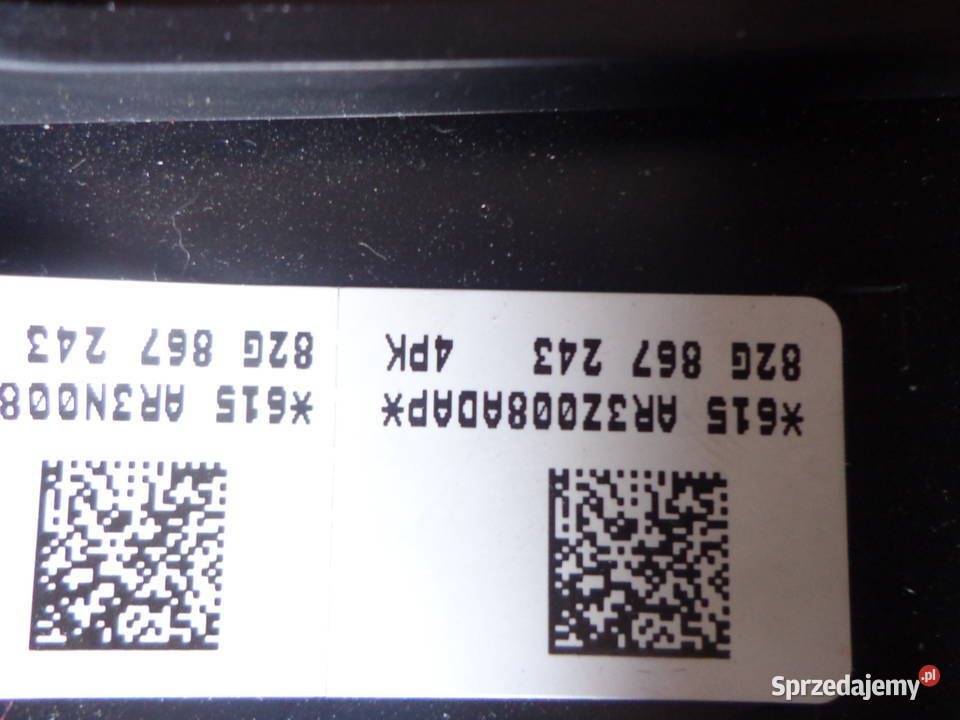 *615 AR3Z008ADAP*
82G 867 243 4PK
*615 AR3N008
82G 867 243
Sprzedajemy.pl